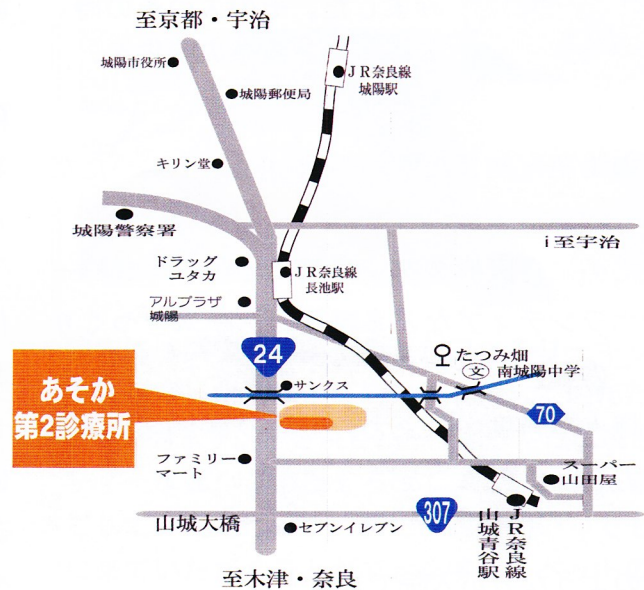 至京都・宇治
城陽市役所
JR奈良線
城陽駅
城陽郵便局
キリン堂
城陽警察署
i至宇治
ドラッグ
ユタカ
JR奈良線
長池駅
アルプラザ
城陽
24
たつみ畑
文
南城陽中学
サンクス
あそか
第2診療所
70
ファミリー
マート
スーパー
山田屋
307
山城大橋
セブンイレブン
JR奈良線
山城青谷駅
至木津・奈良